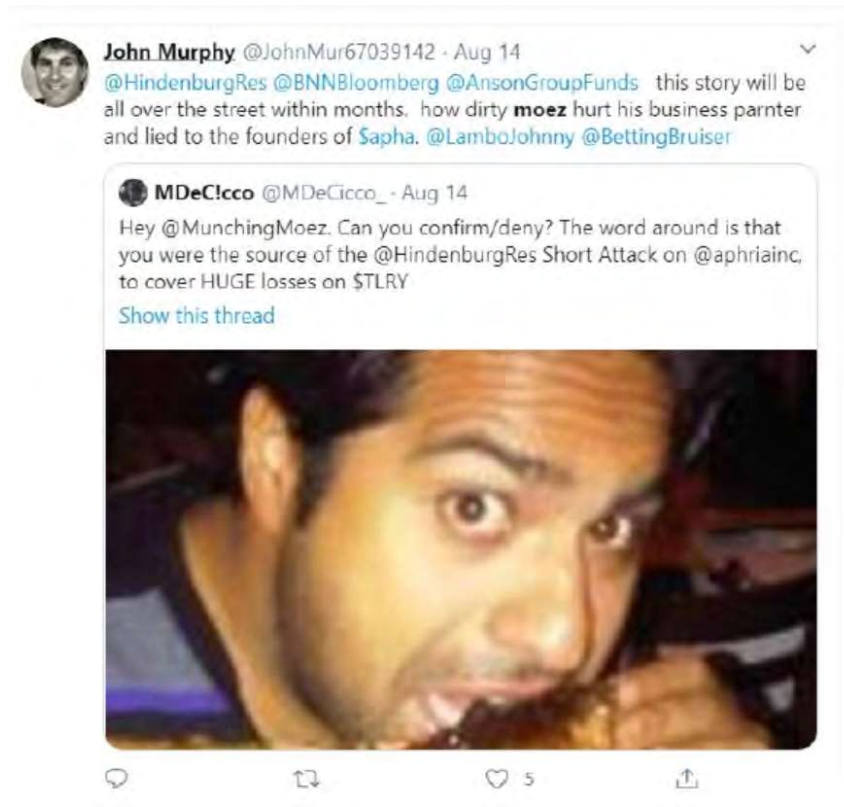 John Murphy @JohnMur67039142 · Aug 14
@HindenburgRes @BNNBloomberg @AnsonGroupFunds this story will be
all over the street within months. how dirty moez hurt his business parnter
and lied to the founders of $apha. @LamboJohnny @BettingBruiser
MDeC!cco @MDeCicco_ · Aug 14
Hey @MunchingMoez. Can you confirm/deny? The word around is that
you were the source of the @HindenburgRes Short Attack on @aphriainc,
to cover HUGE losses on $TLRY
Show this thread
5